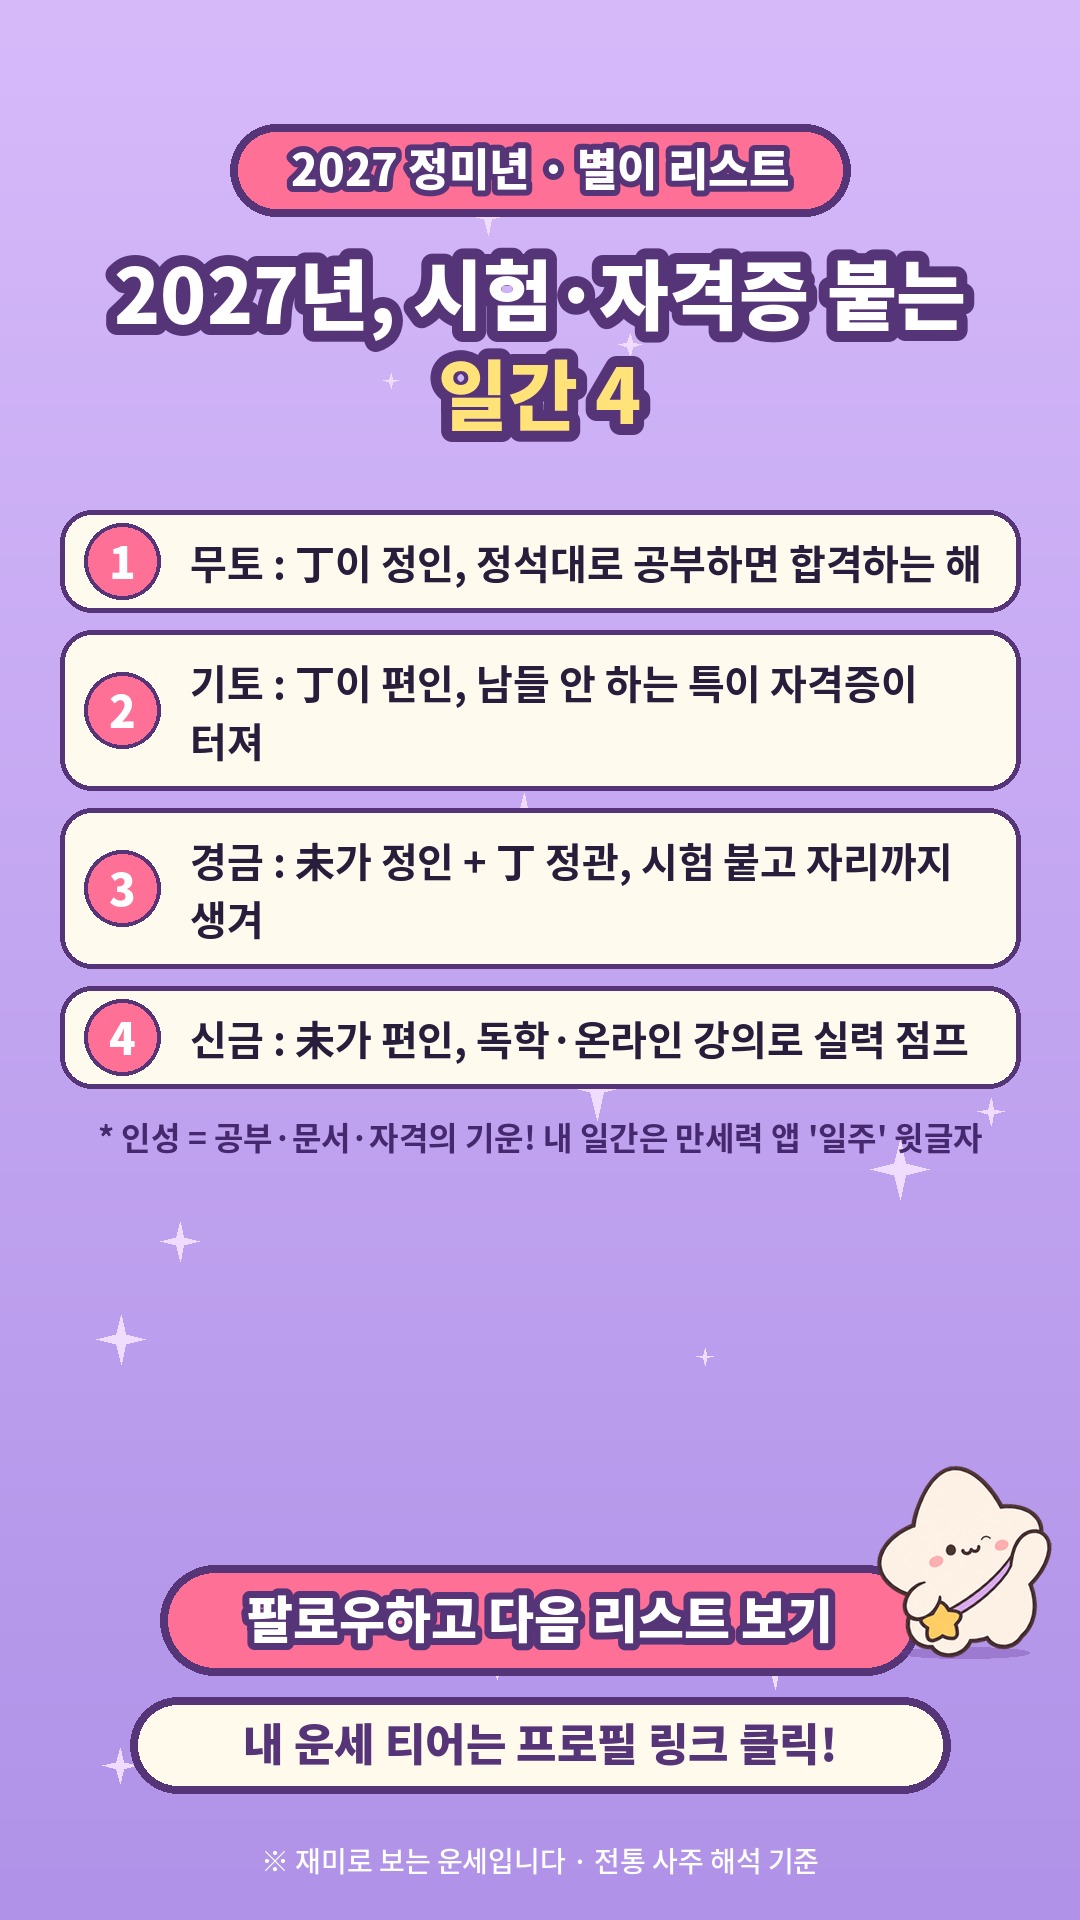 2027 정미년 • 별이 리스트
2027년, 시험·자격증 붙는
일간 4
1 무토 : 丁이 정인, 정석대로 공부하면 합격하는 해
2 기토 : 丁이 편인, 남들 안 하는 특이 자격증이
터져
3 경금 : 未가 정인 + 丁 정관, 시험 붙고 자리까지
생겨
4 신금 : 未가 편인, 독학·온라인 강의로 실력 점프
* 인성 = 공부·문서·자격의 기운! 내 일간은 만세력 앱 '일주' 윗글자
팔로우하고 다음 리스트 보기
내 운세 티어는 프로필 링크 클릭!
※ 재미로 보는 운세입니다 · 전통 사주 해석 기준